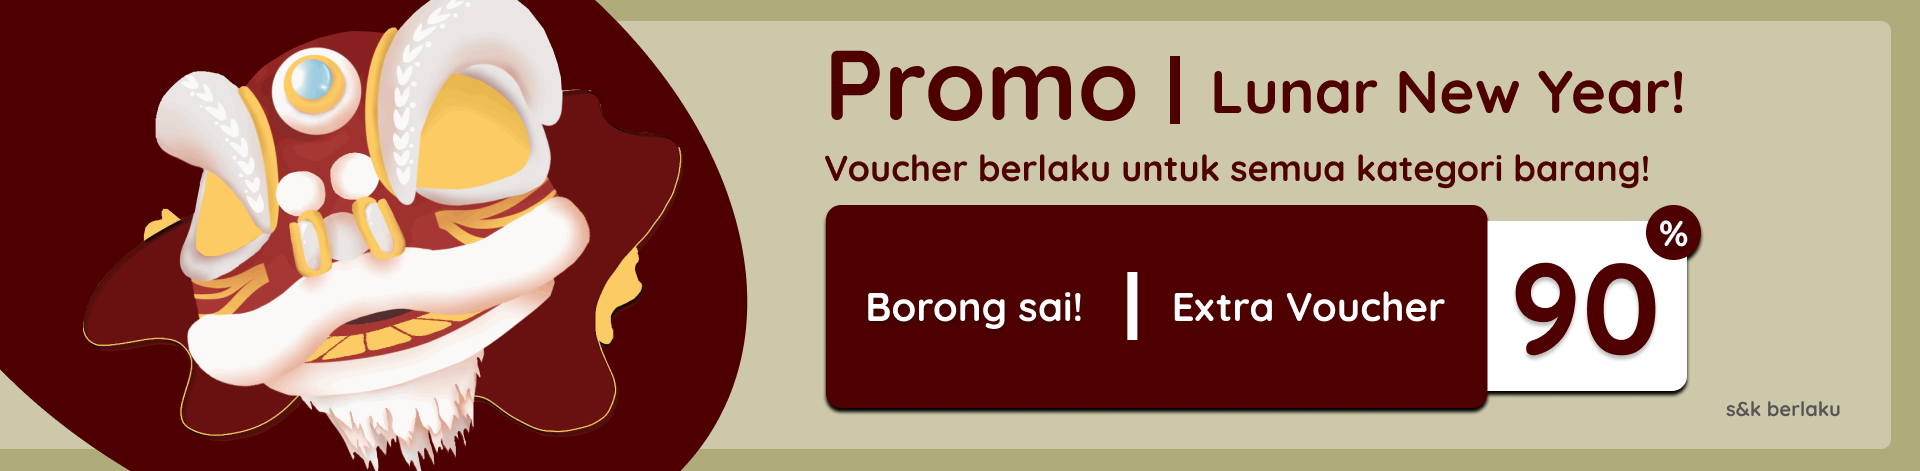 Promo | Lunar New Year!
Voucher berlaku untuk semua kategori barang!
Borong sai! | Extra Voucher
90 %
s&k berlaku